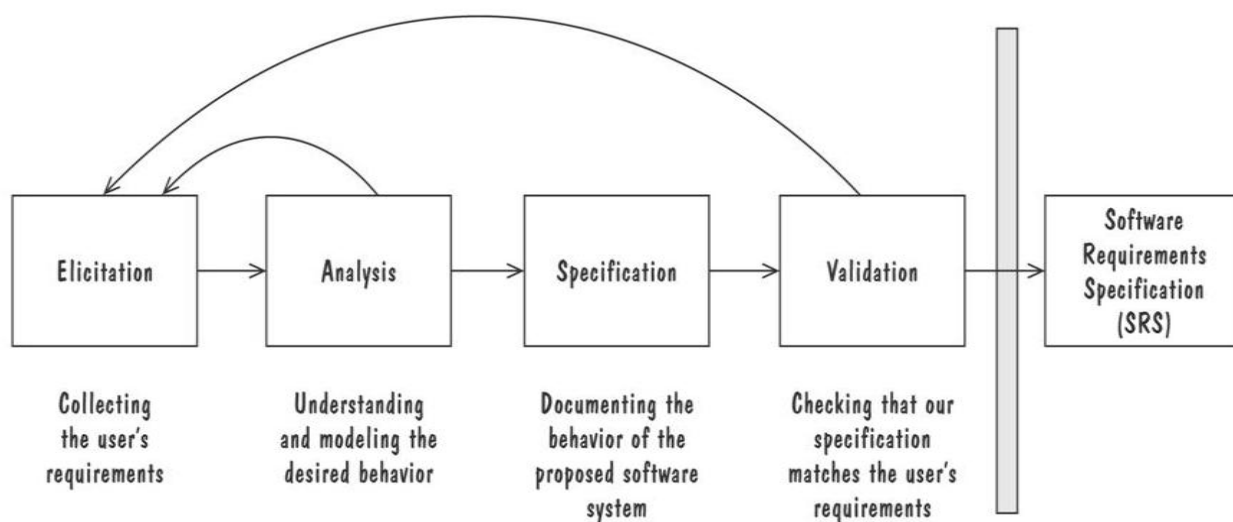 Elicitation
Analysis
Specification
Validation
Software
Requirements
Specification
(SRS)
Collecting
the user's
requirements
Understanding
and modeling the
desired behavior
Documenting the
behavior of the
proposed software
system
Checking that our
specification
matches the user's
requirements